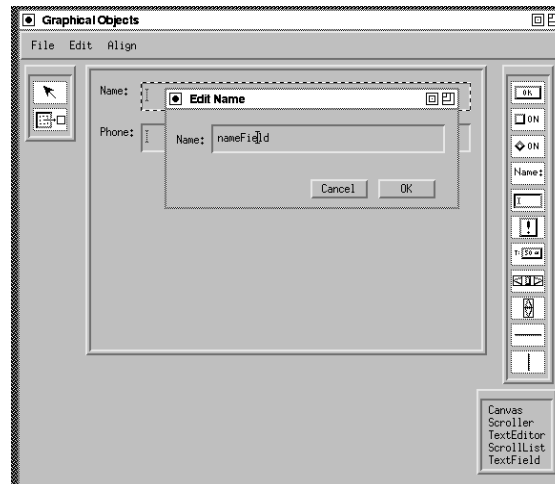 Graphical Objects
File Edit Align
Name:
Phone:
Edit Name
Name: nameField
Cancel OK
OK
ON
ON
Name:
Canvas
Scroller
TextEditor
ScrollList
TextField